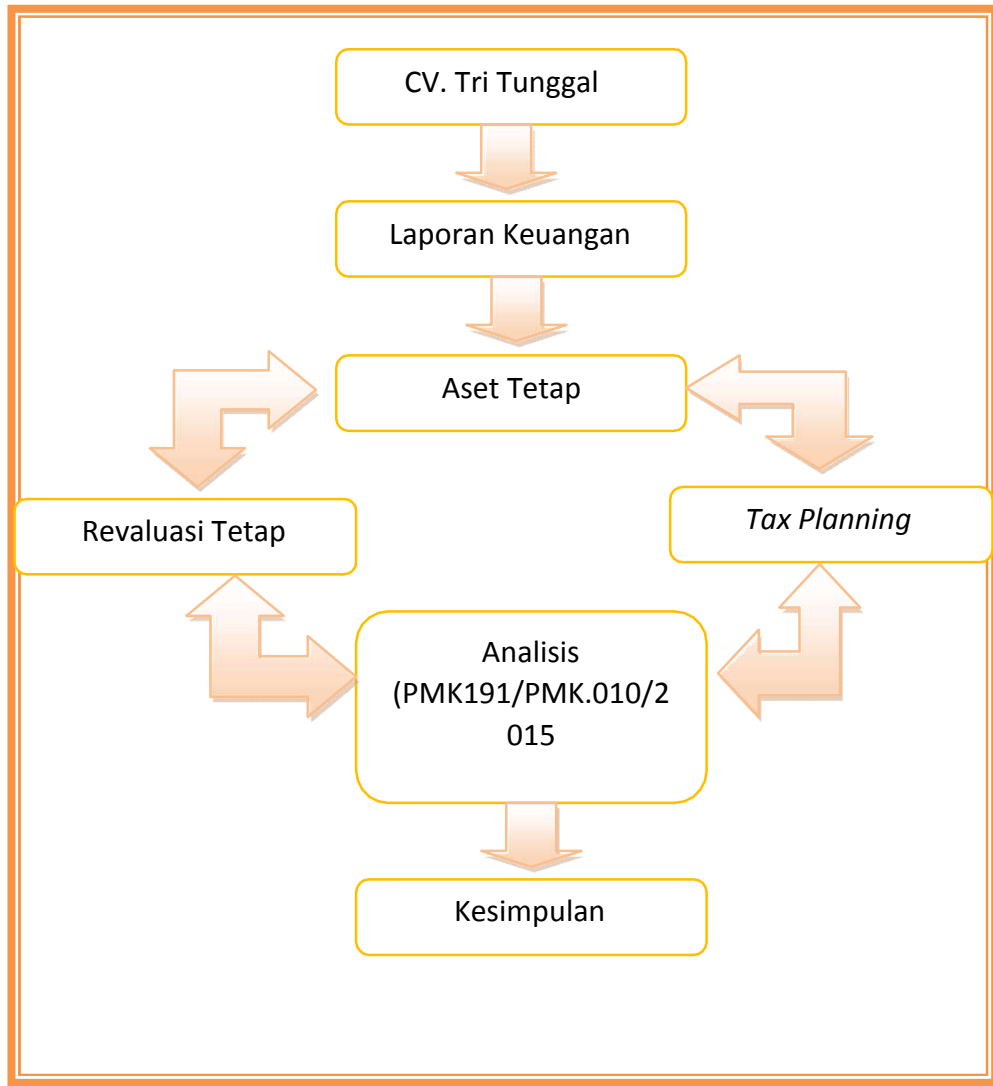 CV. Tri Tunggal
Laporan Keuangan
Aset Tetap
Revaluasi Tetap
Tax Planning
Analisis
(PMK191/PMK.010/2
015
Kesimpulan